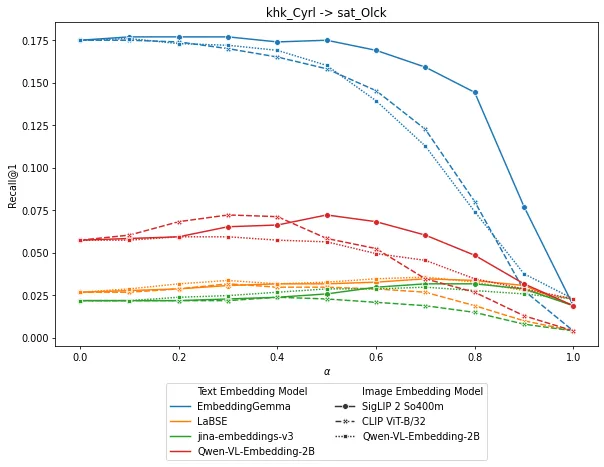 khk_Cyrl -> sat_Olck
Recall@1
0.175
0.150
0.125
0.100
0.075
0.050
0.025
0.000
0.0 0.2 0.4 0.6 0.8 1.0
α
Text Embedding Model
EmbeddingGemma
LaBSE
jina-embeddings-v3
Qwen-VL-Embedding-2B
Image Embedding Model
SigLIP 2 So400m
CLIP ViT-B/32
Qwen-VL-Embedding-2B